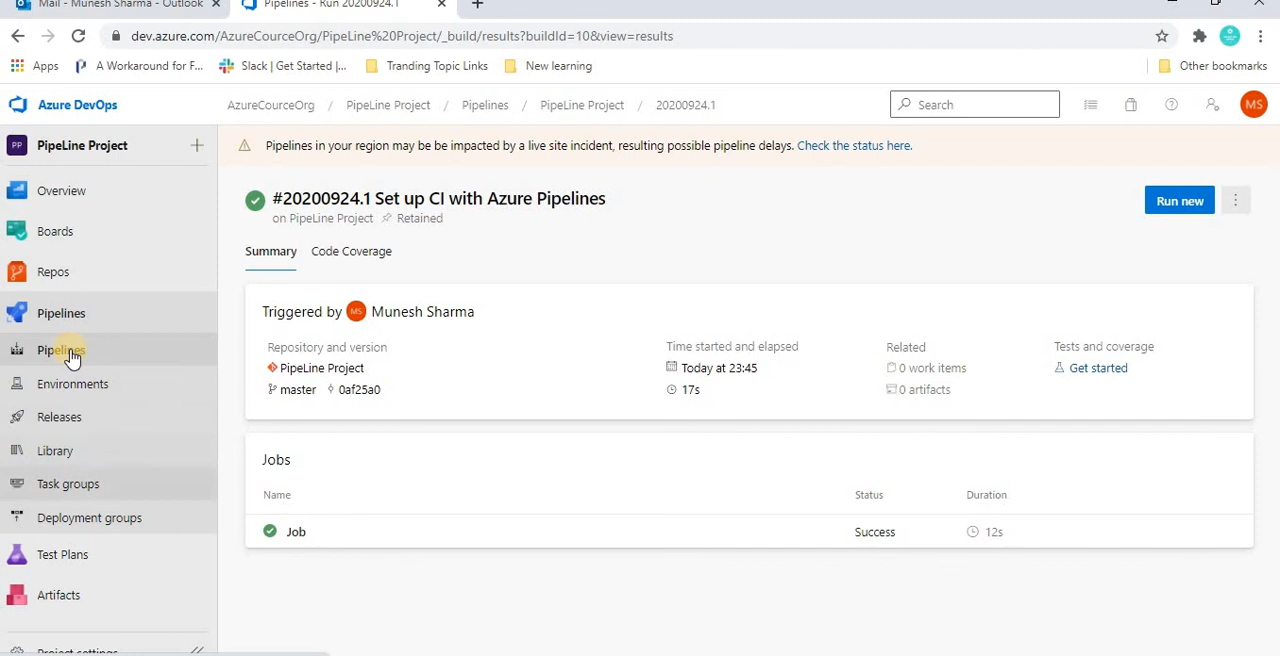 Mail - Munesh Sharma - Outlook
Pipelines - Run 20200924.1
dev.azure.com/AzureCourceOrg/PipeLine%20Project/_build/results?buildId=10&view=results
Apps
A Workaround for F...
Slack | Get Started |...
Tranding Topic Links
New learning
Other bookmarks
Azure DevOps
AzureCourceOrg / PipeLine Project / Pipelines / PipeLine Project / 20200924.1
Search
MS
PP PipeLine Project
Pipelines in your region may be be impacted by a live site incident, resulting possible pipeline delays. Check the status here.
Overview
Boards
Repos
Pipelines
Pipelines
Environments
Releases
Library
Task groups
Deployment groups
Test Plans
Artifacts
Project settings
#20200924.1 Set up CI with Azure Pipelines
on PipeLine Project Retained
Run new
Summary Code Coverage
Triggered by MS Munesh Sharma
Repository and version
PipeLine Project
master 0af25a0
Time started and elapsed
Today at 23:45
17s
Related
0 work items
0 artifacts
Tests and coverage
Get started
Jobs
Name Status Duration
Job Success 12s